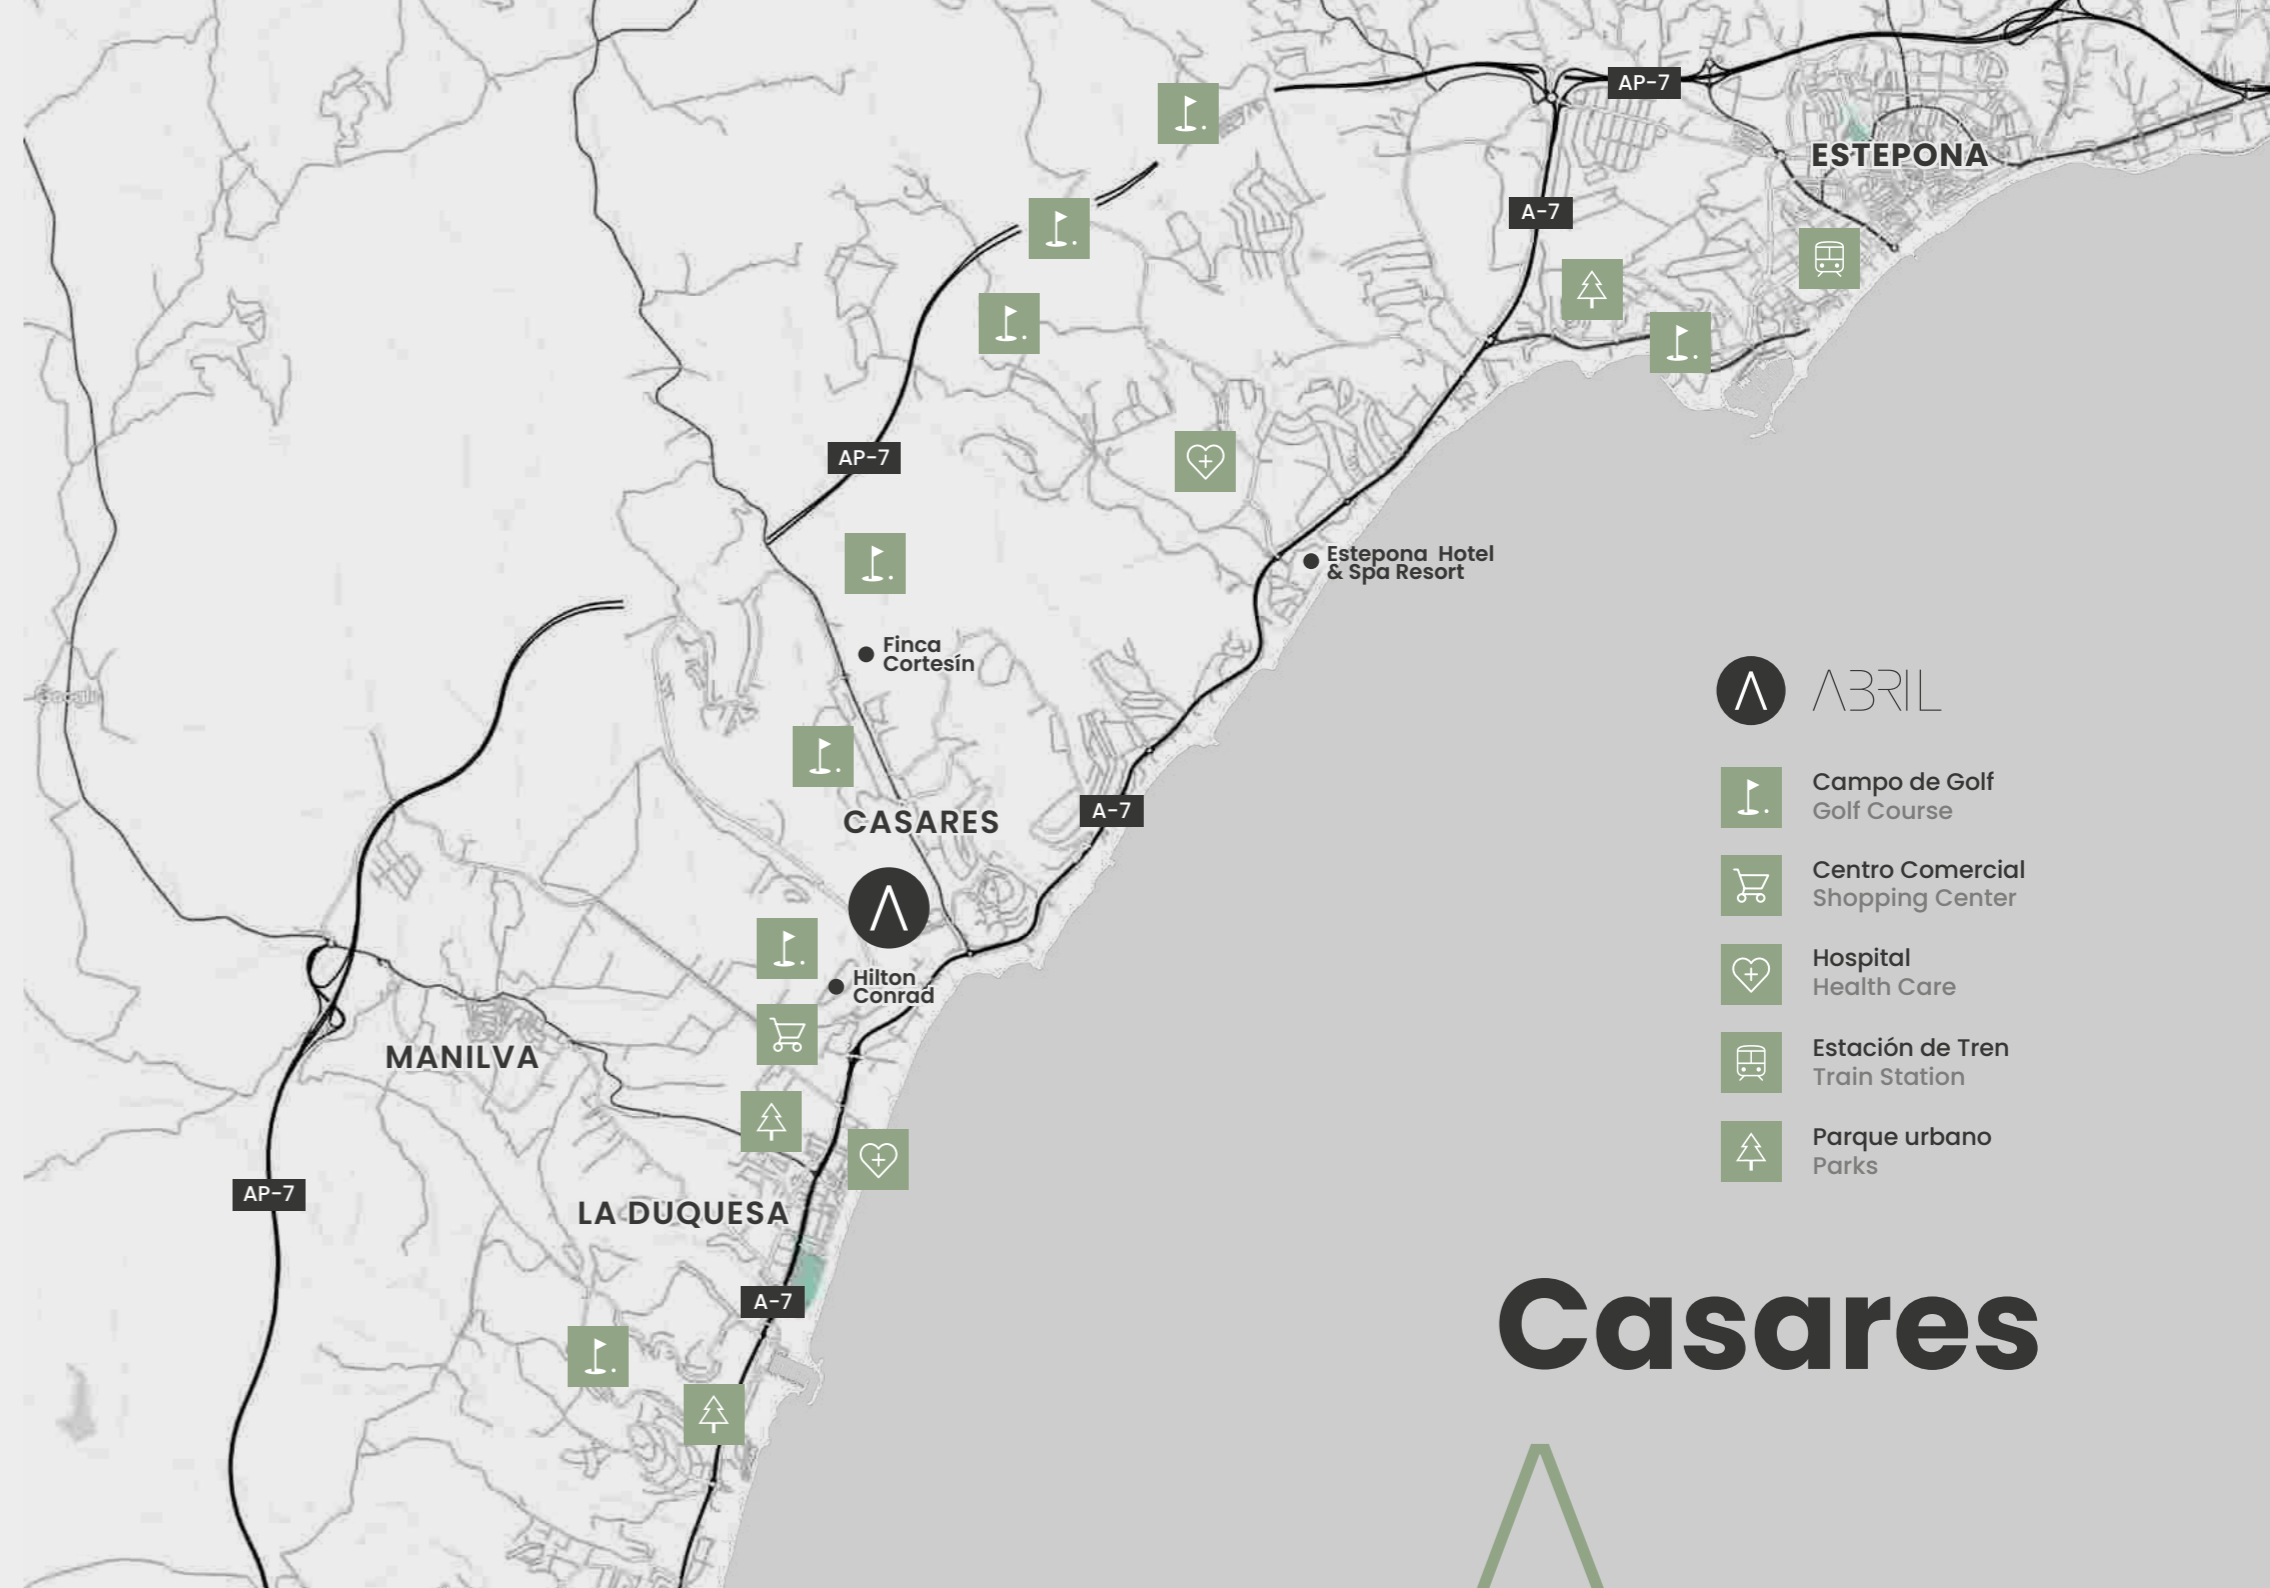 AP-7
ESTEPONA
A-7
AP-7
Estepona Hotel
& Spa Resort
Finca
Cortesín
ABRIL
Campo de Golf
Golf Course
A-7
CASARES
Centro Comercial
Shopping Center
Hospital
Health Care
Hilton
Conrad
MANILVA
Estación de Tren
Train Station
Parque urbano
Parks
AP-7
LA DUQUESA
A-7
Casares
Google